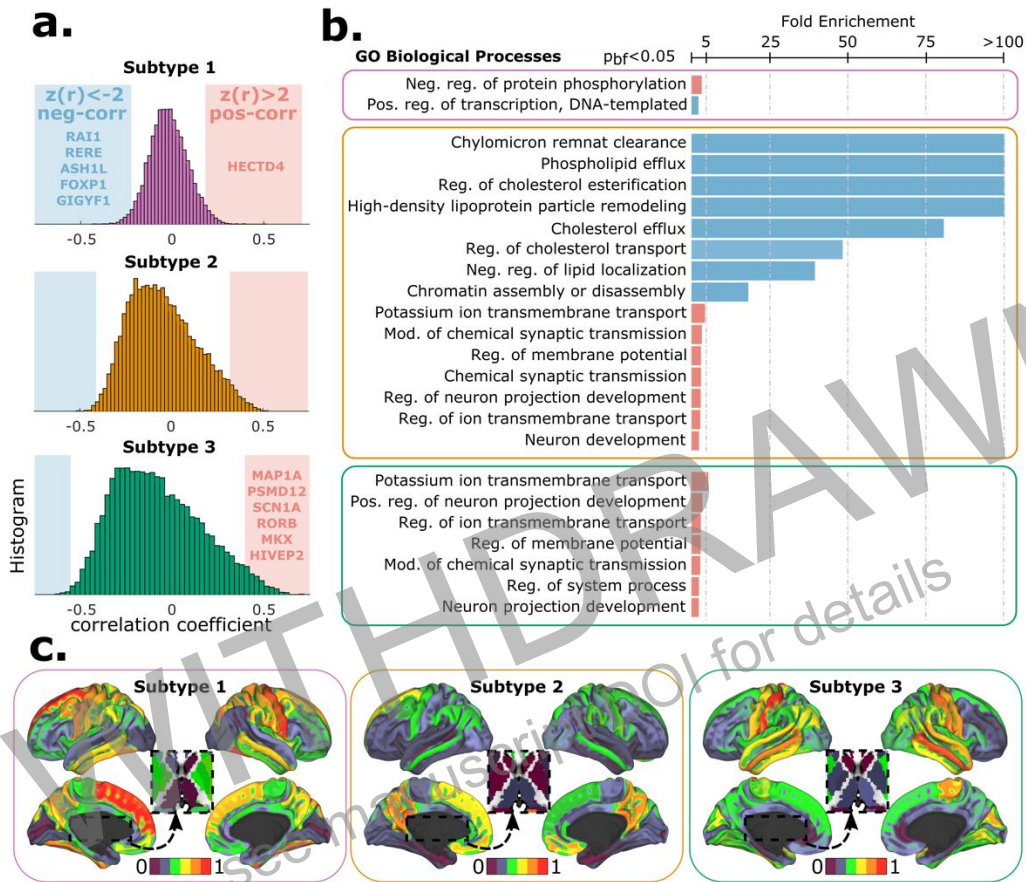 a.
Subtype 1
z(r)<-2
neg-corr
RAI1
RERE
ASH1L
FOXP1
GIGYF1
z(r)>2
pos-corr
HECTD4
-0.5 0 0.5
Subtype 2
-0.5 0 0.5
Subtype 3
MAP1A
PSMD12
SCN1A
RORB
MKX
HIVEP2
Histogram
-0.5 0 0.5
correlation coefficient
b.
Fold Enrichement
GO Biological Processes pbf<0.05 5 25 50 75 >100
Neg. reg. of protein phosphorylation
Pos. reg. of transcription, DNA-templated
Chylomicron remnat clearance
Phospholipid efflux
Reg. of cholesterol esterification
High-density lipoprotein particle remodeling
Cholesterol efflux
Reg. of cholesterol transport
Neg. reg. of lipid localization
Chromatin assembly or disassembly
Potassium ion transmembrane transport
Mod. of chemical synaptic transmission
Reg. of membrane potential
Chemical synaptic transmission
Reg. of neuron projection development
Reg. of ion transmembrane transport
Neuron development
Potassium ion transmembrane transport
Pos. reg. of neuron projection development
Reg. of ion transmembrane transport
Reg. of membrane potential
Mod. of chemical synaptic transmission
Reg. of system process
Neuron projection development
c.
Subtype 1
0 1
Subtype 2
0 1
Subtype 3
0 1
WITHDRAW
see manuscript for details